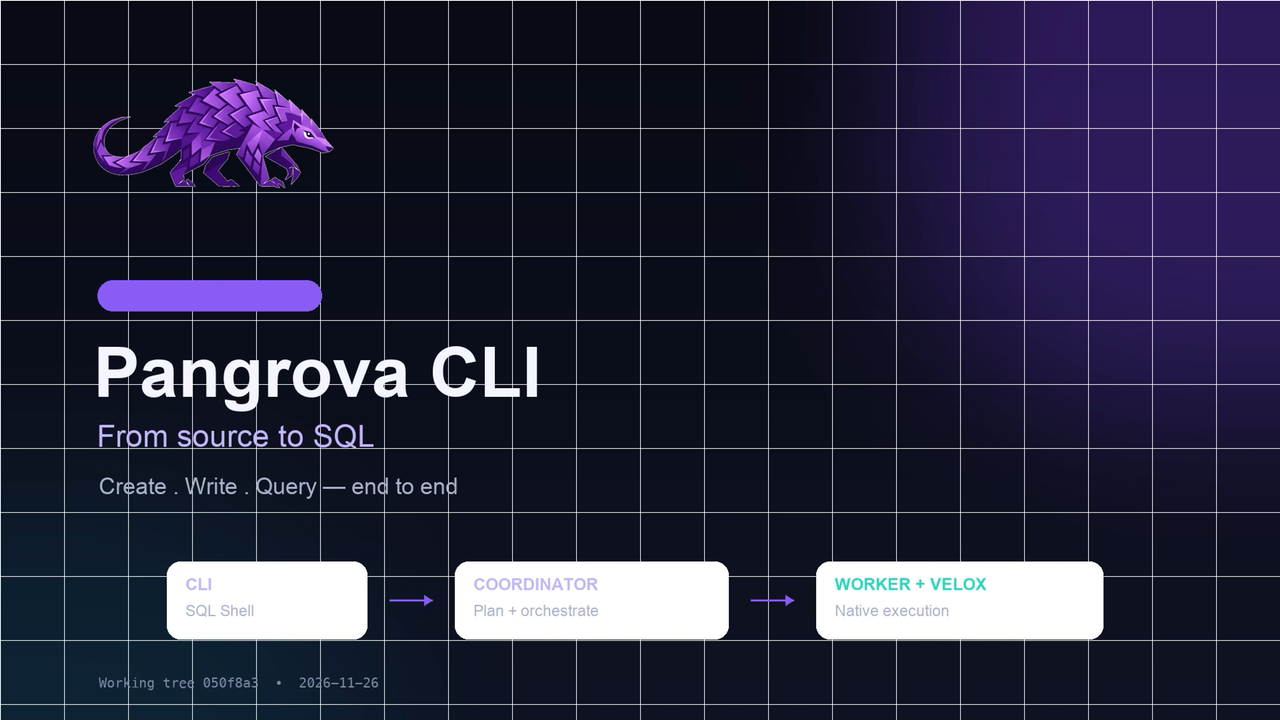 Pangrova CLI
From source to SQL
Create . Write . Query — end to end
CLI
SQL Shell
COORDINATOR
Plan + orchestrate
WORKER + VELOX
Native execution
Working tree 050f8a3 • 2026-11-26